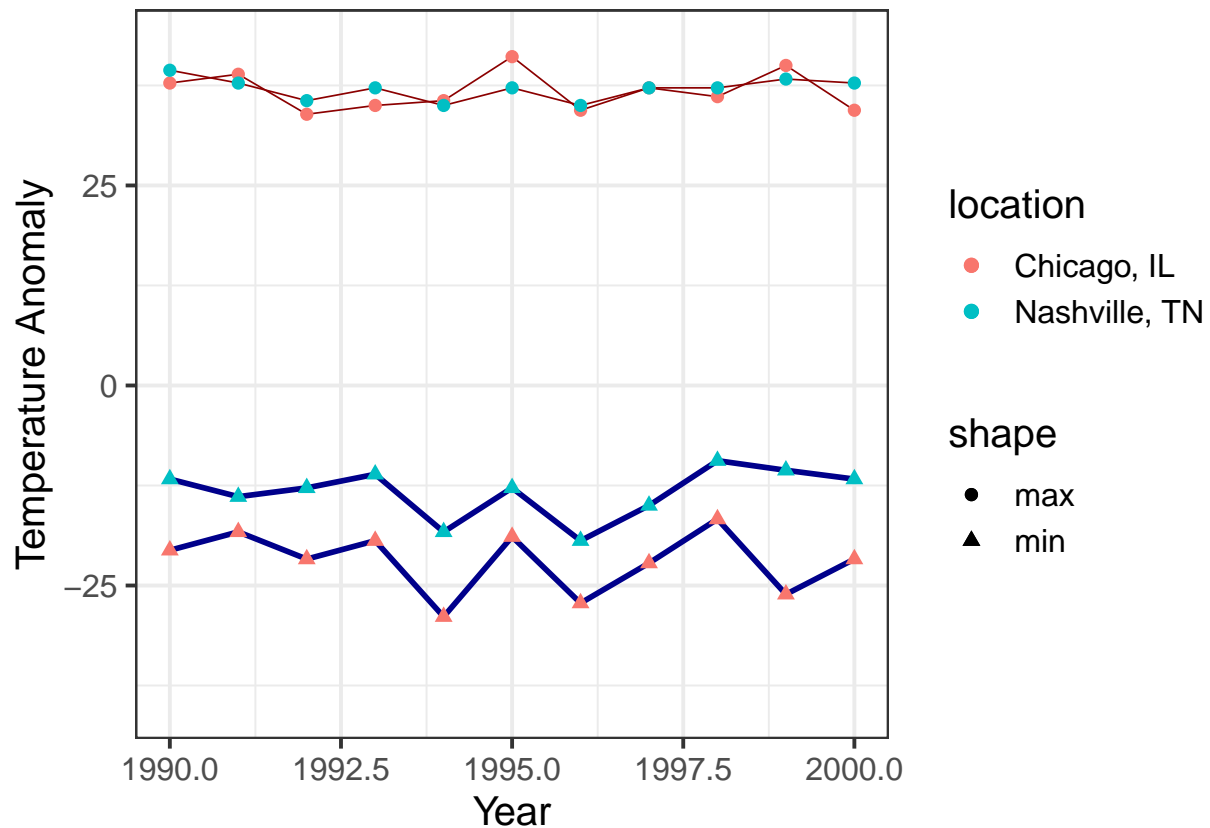 Temperature Anomaly
25
0
−25
1990.0 1992.5 1995.0 1997.5 2000.0
Year
location
Chicago, IL
Nashville, TN
shape
max
min